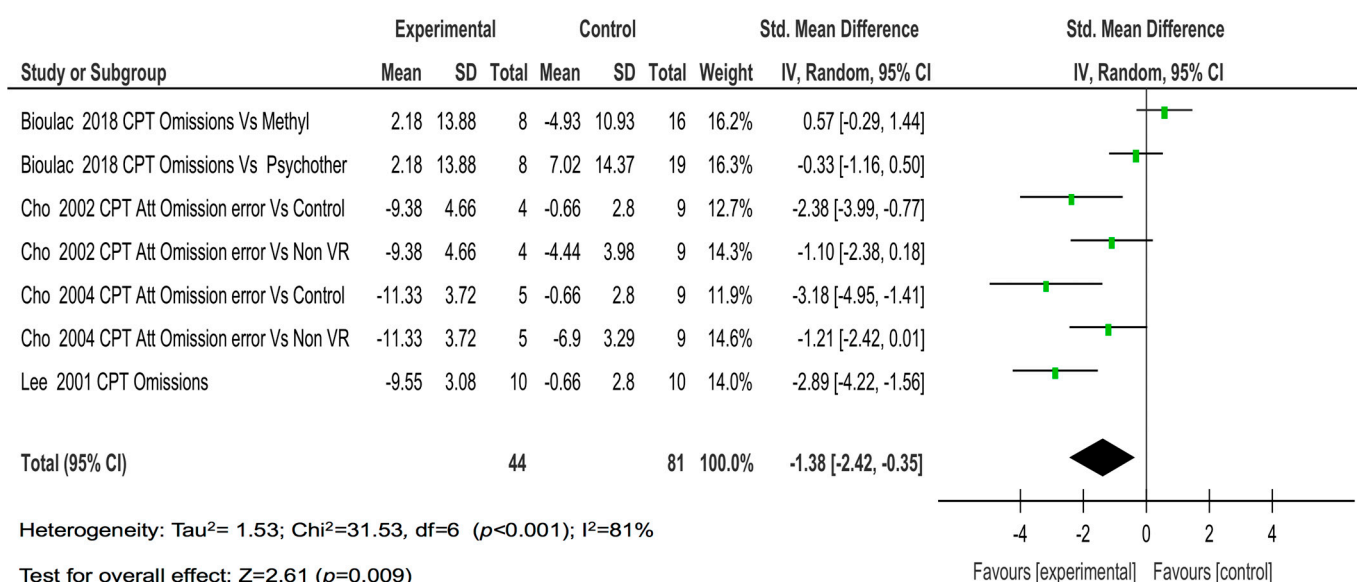 Experimental Control Std. Mean Difference Std. Mean Difference
Study or Subgroup Mean SD Total Mean SD Total Weight IV, Random, 95% CI IV, Random, 95% CI
Bioulac 2018 CPT Omissions Vs Methyl 2.18 13.88 8 -4.93 10.93 16 16.2% 0.57 [-0.29, 1.44]
Bioulac 2018 CPT Omissions Vs Psychother 2.18 13.88 8 7.02 14.37 19 16.3% -0.33 [-1.16, 0.50]
Cho 2002 CPT Att Omission error Vs Control -9.38 4.66 4 -0.66 2.8 9 12.7% -2.38 [-3.99, -0.77]
Cho 2002 CPT Att Omission error Vs Non VR -9.38 4.66 4 -4.44 3.98 9 14.3% -1.10 [-2.38, 0.18]
Cho 2004 CPT Att Omission error Vs Control -11.33 3.72 5 -0.66 2.8 9 11.9% -3.18 [-4.95, -1.41]
Cho 2004 CPT Att Omission error Vs Non VR -11.33 3.72 5 -6.9 3.29 9 14.6% -1.21 [-2.42, 0.01]
Lee 2001 CPT Omissions -9.55 3.08 10 -0.66 2.8 10 14.0% -2.89 [-4.22, -1.56]
Total (95% CI) 44 81 100.0% -1.38 [-2.42, -0.35]
Heterogeneity: Tau²= 1.53; Chi²=31.53, df=6 (p<0.001); I²=81%
-4 -2 0 2 4
Test for overall effect: Z=2.61 (p=0.009) Favours [experimental] Favours [control]